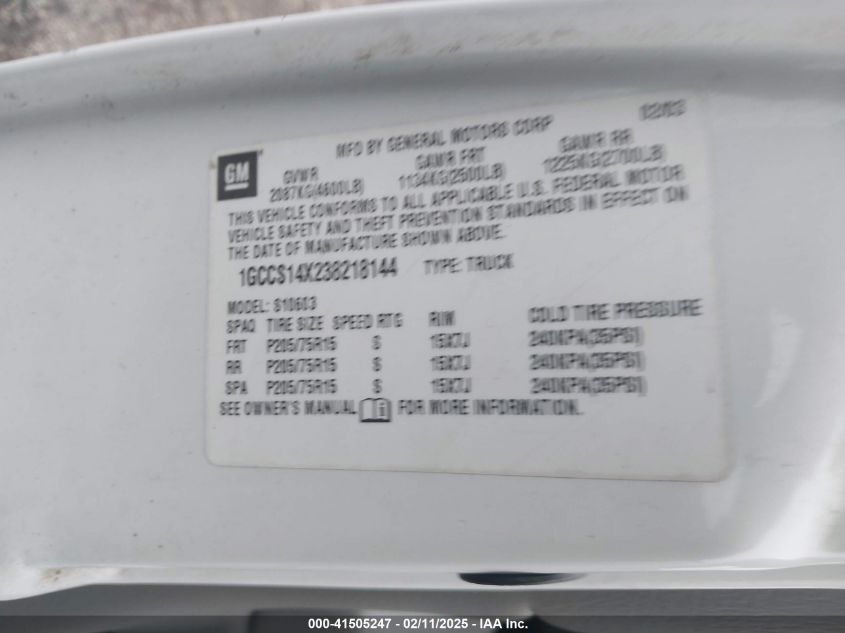 02/03
MFD BY GENERAL MOTORS CORP
GM
GVWR GAWR FRT GAWR RR
2087KG(4600LB) 1134KG(2500LB) 1225KG(2700LB)
THIS VEHICLE CONFORMS TO ALL APPLICABLE U.S. FEDERAL MOTOR
VEHICLE SAFETY AND THEFT PREVENTION STANDARDS IN EFFECT ON
THE DATE OF MANUFACTURE SHOWN ABOVE.
1GCCS14X238218144 TYPE: TRUCK
MODEL: S10603
SPAQ TIRE SIZE SPEED RTG RIM COLD TIRE PRESSURE
FRT P205/75R15 S 15X7J 240KPA(35PSI)
RR P205/75R15 S 15X7J 240KPA(35PSI)
SPA P205/75R15 S 15X7J 240KPA(35PSI)
SEE OWNER'S MANUAL i FOR MORE INFORMATION.
000-41505247 - 02/11/2025 - IAA Inc.